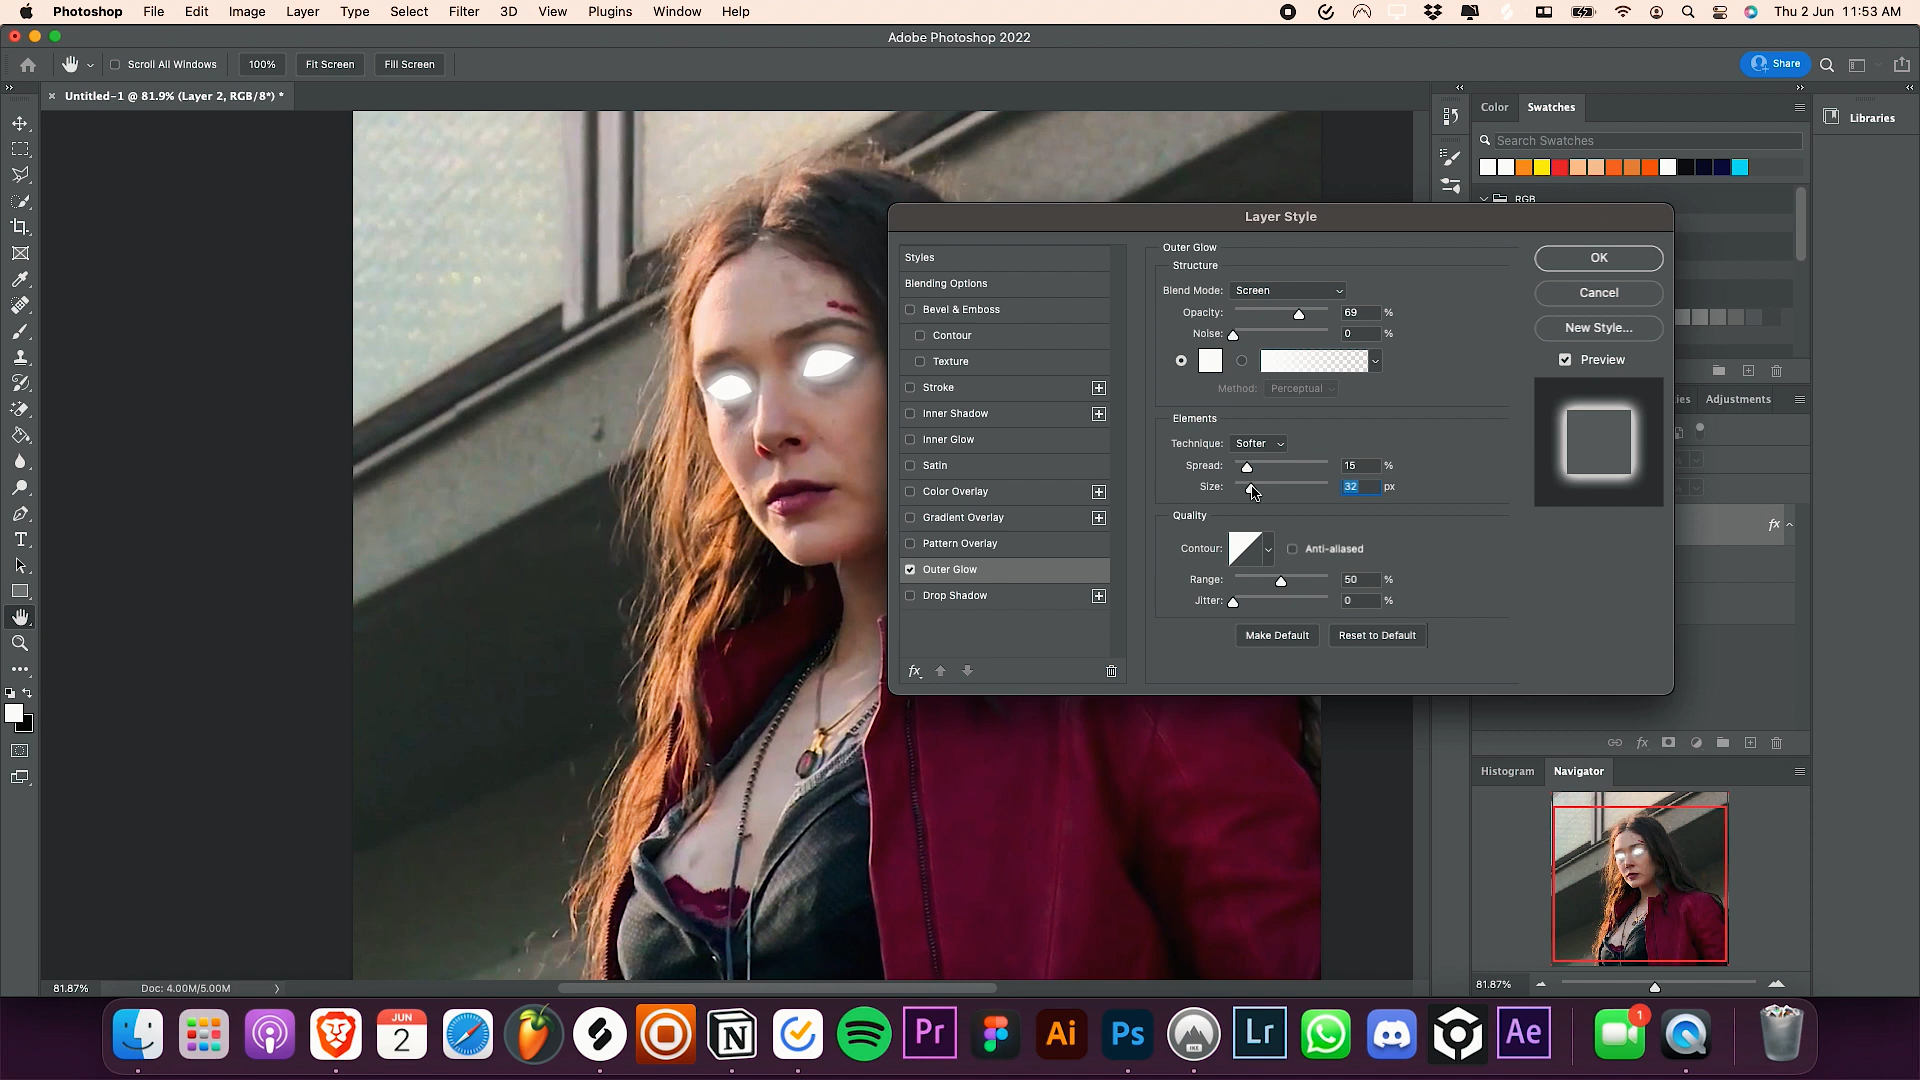 Photoshop File Edit Image Layer Type Select Filter 3D View Plugins Window Help Thu 2 Jun 11:53 AM
Adobe Photoshop 2022
Scroll All Windows 100% Fit Screen Fill Screen Share
Untitled-1 @ 81.9% (Layer 2, RGB/8*) *
Color Swatches Libraries
Search Swatches
RGB
Layer Style
Styles
Blending Options
Bevel & Emboss
Contour
Texture
Stroke
Inner Shadow
Inner Glow
Satin
Color Overlay
Gradient Overlay
Pattern Overlay
Outer Glow
Drop Shadow
fx
Outer Glow
Structure
Blend Mode: Screen
Opacity: 69 %
Noise: 0 %
Method: Perceptual
Elements
Technique: Softer
Spread: 15 %
Size: 32 px
Quality
Contour: Anti-aliased
Range: 50 %
Jitter: 0 %
Make Default Reset to Default
OK
Cancel
New Style...
Preview
Adjustments
fx
fx
Histogram Navigator
81.87%
81.87% Doc: 4.00M/5.00M
JUN
2
Pr
Ai
Ps
Lr
Ae
1